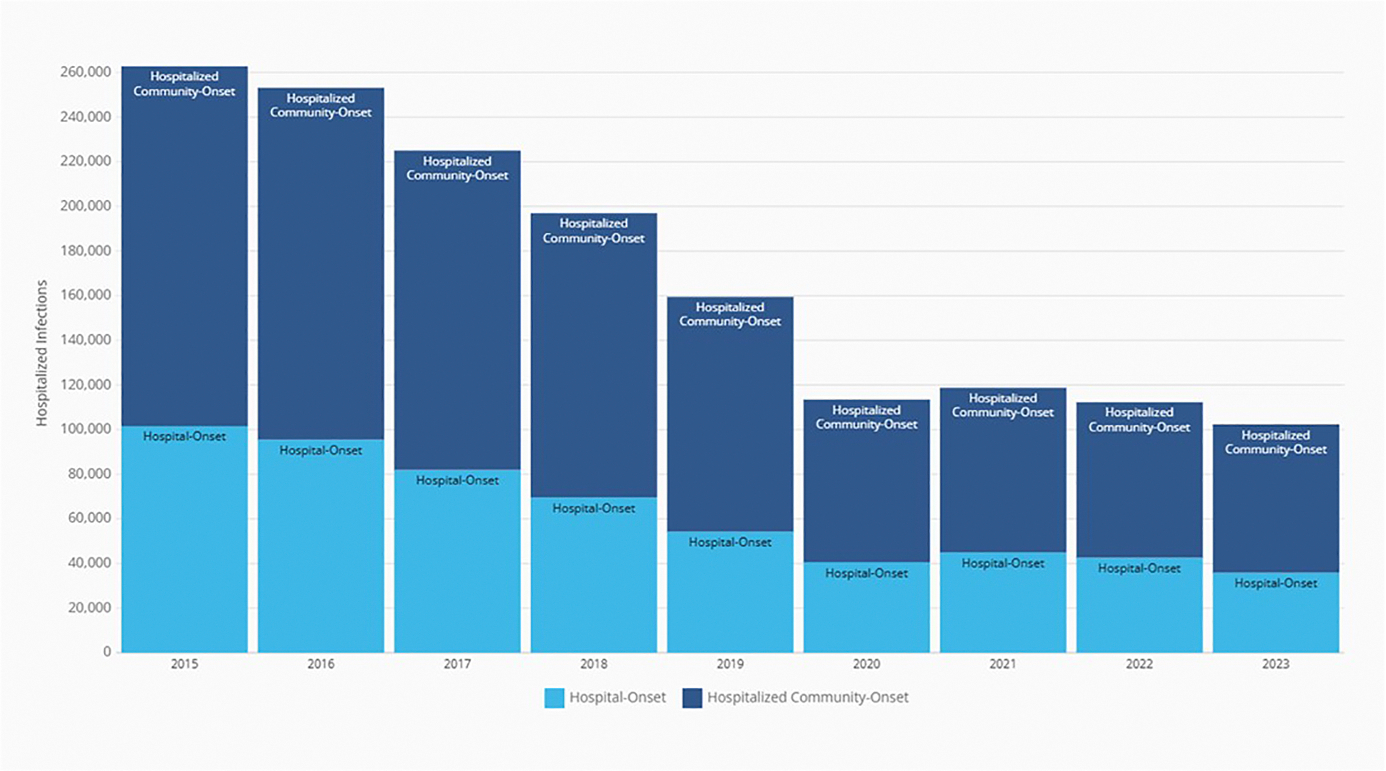 Hospitalized Infections
260,000
240,000
220,000
200,000
180,000
160,000
140,000
120,000
100,000
80,000
60,000
40,000
20,000
0
Hospitalized
Community-Onset
Hospital-Onset
2015
Hospitalized
Community-Onset
Hospital-Onset
2016
Hospitalized
Community-Onset
Hospital-Onset
2017
Hospitalized
Community-Onset
Hospital-Onset
2018
Hospitalized
Community-Onset
Hospital-Onset
2019
Hospitalized
Community-Onset
Hospital-Onset
2020
Hospitalized
Community-Onset
Hospital-Onset
2021
Hospitalized
Community-Onset
Hospital-Onset
2022
Hospitalized
Community-Onset
Hospital-Onset
2023
Hospital-Onset
Hospitalized Community-Onset